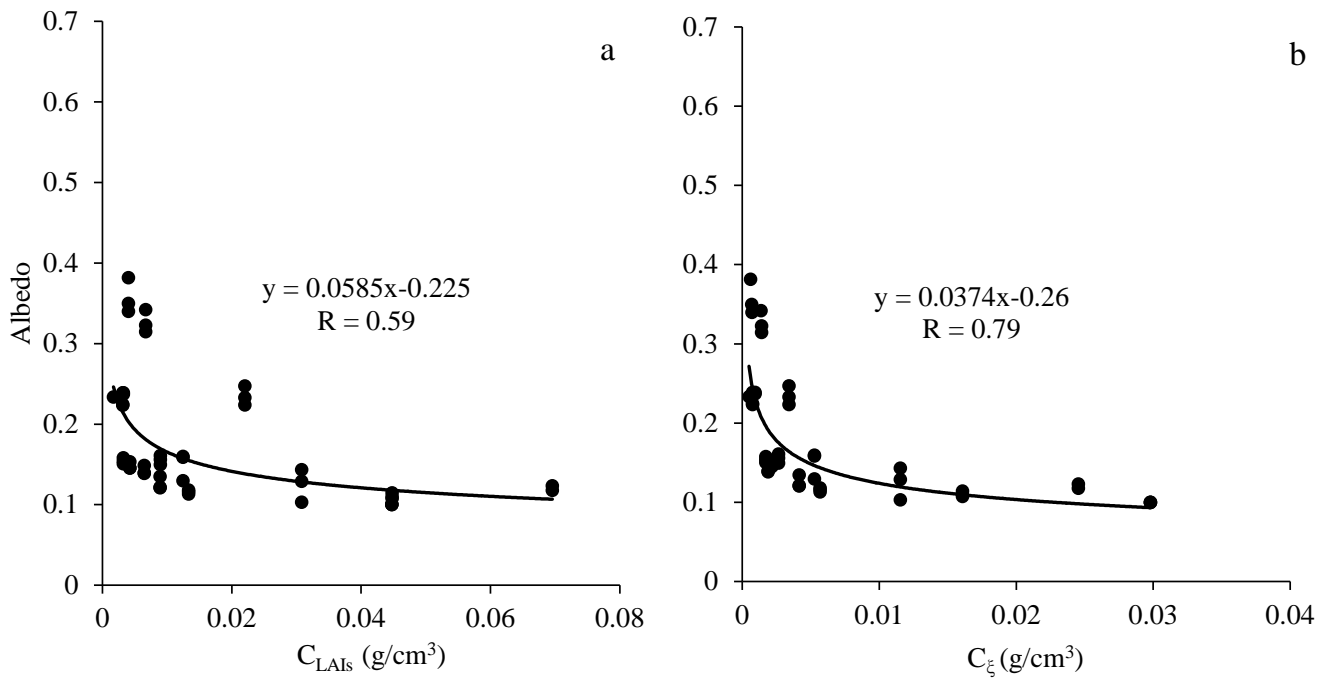 a
0.7
0.6
0.5
0.4
0.3
0.2
0.1
0
Albedo
y = 0.0585x-0.225
R = 0.59
0 0.02 0.04 0.06 0.08
C_LAIs (g/cm³)
b
0.7
0.6
0.5
0.4
0.3
0.2
0.1
0
y = 0.0374x-0.26
R = 0.79
0 0.01 0.02 0.03 0.04
C_ξ (g/cm³)